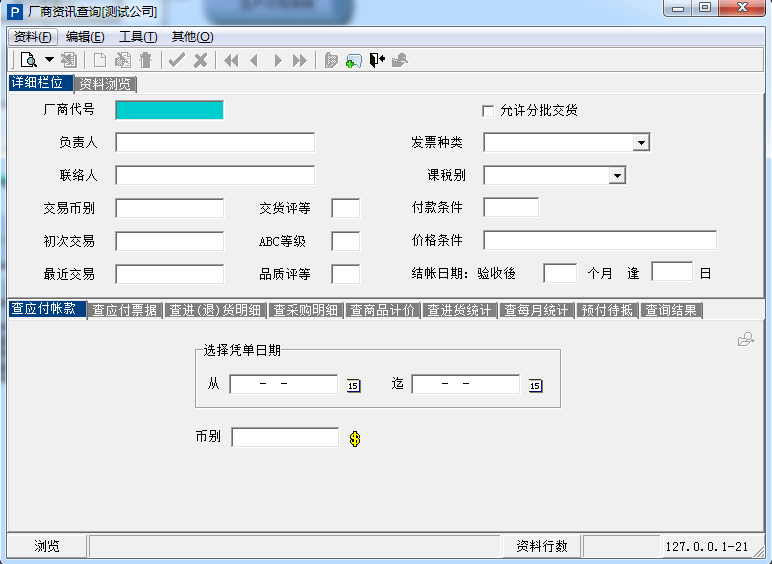 厂商资讯查询[测试公司]
资料(F) 编辑(E) 工具(T) 其他(O)
详细栏位 资料浏览
厂商代号 允许分批交货
负责人 发票种类
联络人 课税别
交易币别 交货评等 付款条件
初次交易 ABC等级 价格条件
最近交易 品质评等 结帐日期: 验收後 个月 逢 日
查应付帐款 查应付票据 查进(退)货明细 查采购明细 查商品计价 查进货统计 查每月统计 预付待抵 查询结果
选择凭单日期
从 - - 15 迄 - - 15
币别 $
浏览 资料行数 127.0.0.1-21